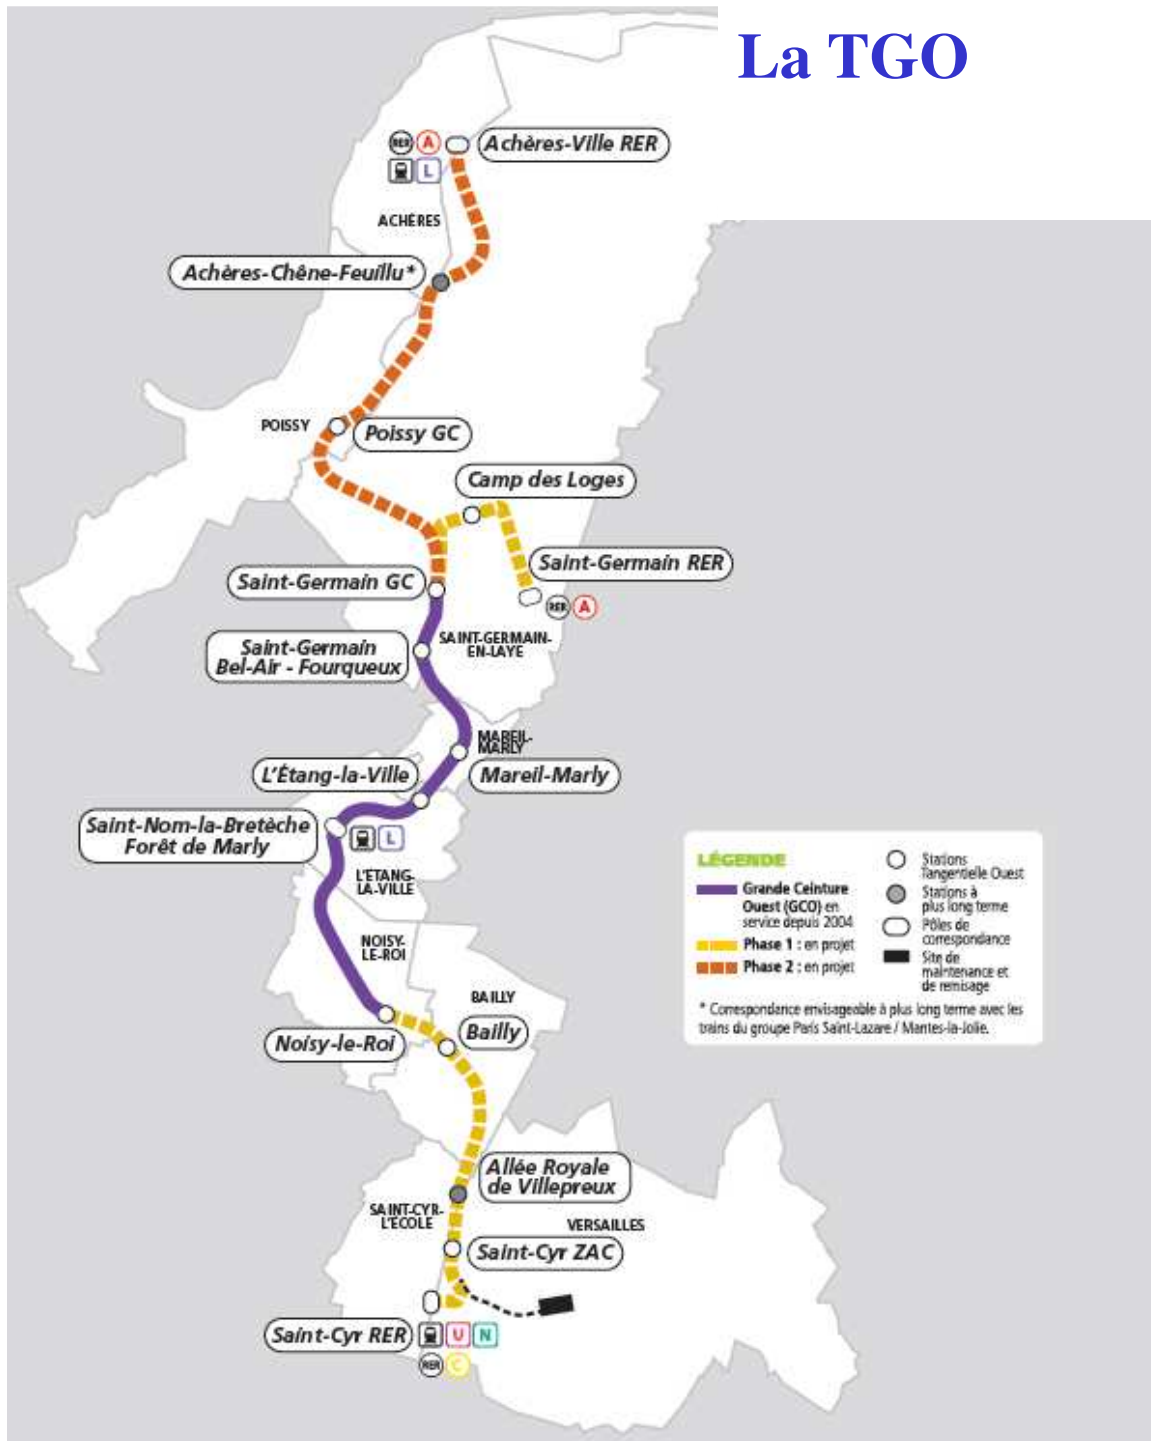 La TGO
RER A
Achères-Ville RER
L
ACHÈRES
Achères-Chêne-Feuillu*
POISSY
Poissy GC
Camp des Loges
Saint-Germain RER
Saint-Germain GC
RER A
SAINT-GERMAIN-
EN-LAYE
Saint-Germain
Bel-Air - Fourqueux
MAREIL-
MARLY
L'Étang-la-Ville
Mareil-Marly
Saint-Nom-la-Bretèche
Forêt de Marly
L
L'ÉTANG-
LA-VILLE
NOISY-
LE-ROI
BAILLY
Bailly
Noisy-le-Roi
Allée Royale
de Villepreux
SAINT-CYR-
L'ECOLE
VERSAILLES
Saint-Cyr ZAC
Saint-Cyr RER
U N
RER C
LÉGENDE
Grande Ceinture
Ouest (GCO) en
service depuis 2004
Phase 1 : en projet
Phase 2 : en projet
Stations
Tangentielle Ouest
Stations à
plus long terme
Pôles de
correspondance
Site de
maintenance et
de remisage
* Correspondance envisageable à plus long terme avec les
trains du groupe Paris Saint-Lazare / Mantes-la-Jolie.